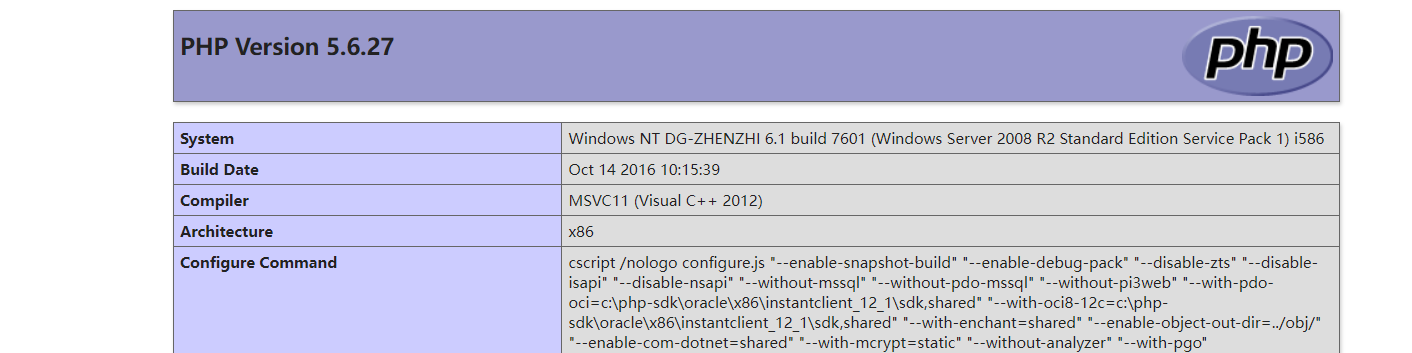 PHP Version 5.6.27
php
System Windows NT DG-ZHENZHI 6.1 build 7601 (Windows Server 2008 R2 Standard Edition Service Pack 1) i586
Build Date Oct 14 2016 10:15:39
Compiler MSVC11 (Visual C++ 2012)
Architecture x86
Configure Command cscript /nologo configure.js "--enable-snapshot-build" "--enable-debug-pack" "--disable-zts" "--disable-
isapi" "--disable-nsapi" "--without-mssql" "--without-pdo-mssql" "--without-pi3web" "--with-pdo-
oci=c:\php-sdk\oracle\x86\instantclient_12_1\sdk,shared" "--with-oci8-12c=c:\php-
sdk\oracle\x86\instantclient_12_1\sdk,shared" "--with-enchant=shared" "--enable-object-out-dir=../obj/"
"--enable-com-dotnet=shared" "--with-mcrypt=static" "--without-analyzer" "--with-pgo"